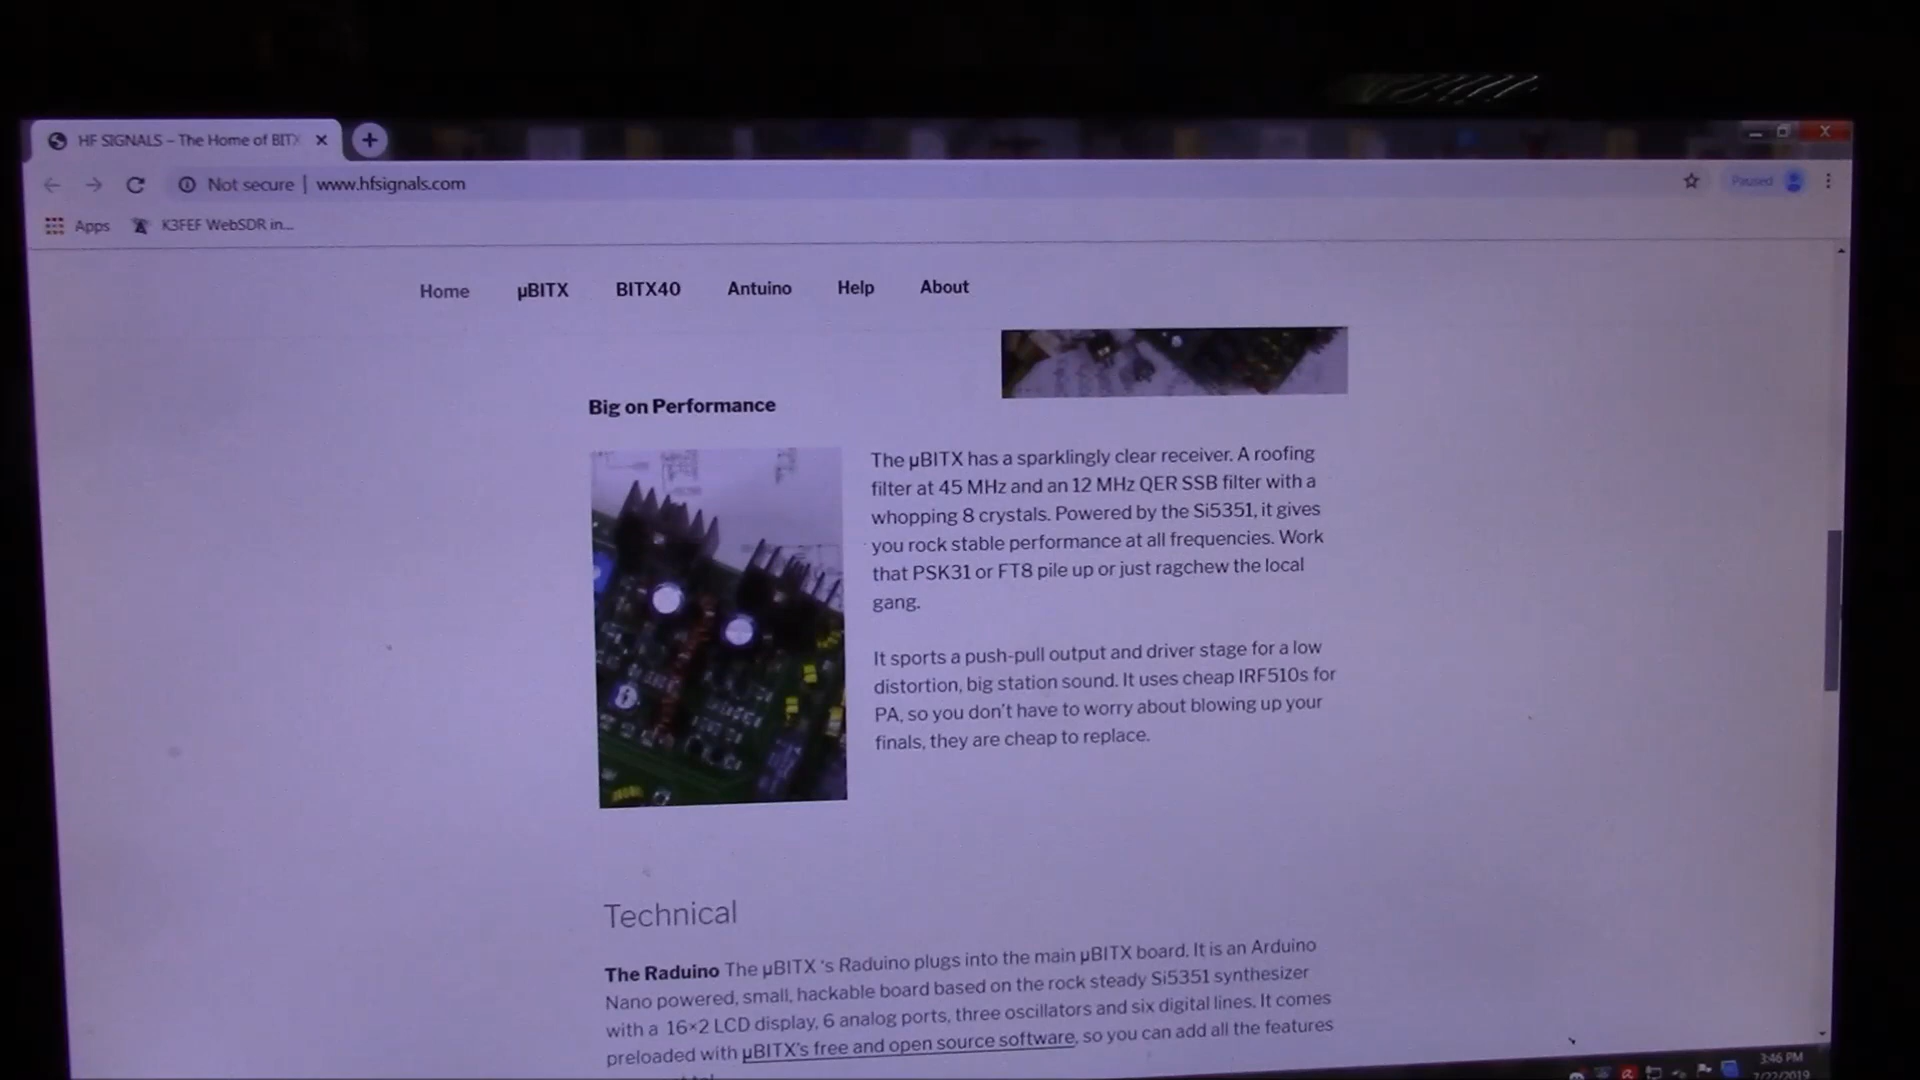 HF SIGNALS – The Home of BITX
Not secure | www.hfsignals.com
Paused
Apps K3FEF WebSDR in...
Home µBITX BITX40 Antuino Help About
Big on Performance
The µBITX has a sparklingly clear receiver. A roofing
filter at 45 MHz and an 12 MHz QER SSB filter with a
whopping 8 crystals. Powered by the Si5351, it gives
you rock stable performance at all frequencies. Work
that PSK31 or FT8 pile up or just ragchew the local
gang.
It sports a push-pull output and driver stage for a low
distortion, big station sound. It uses cheap IRF510s for
PA, so you don't have to worry about blowing up your
finals, they are cheap to replace.
Technical
The Raduino The µBITX 's Raduino plugs into the main µBITX board. It is an Arduino
Nano powered, small, hackable board based on the rock steady Si5351 synthesizer
with a 16×2 LCD display, 6 analog ports, three oscillators and six digital lines. It comes
preloaded with µBITX's free and open source software, so you can add all the features
3:46 PM
7/22/2019